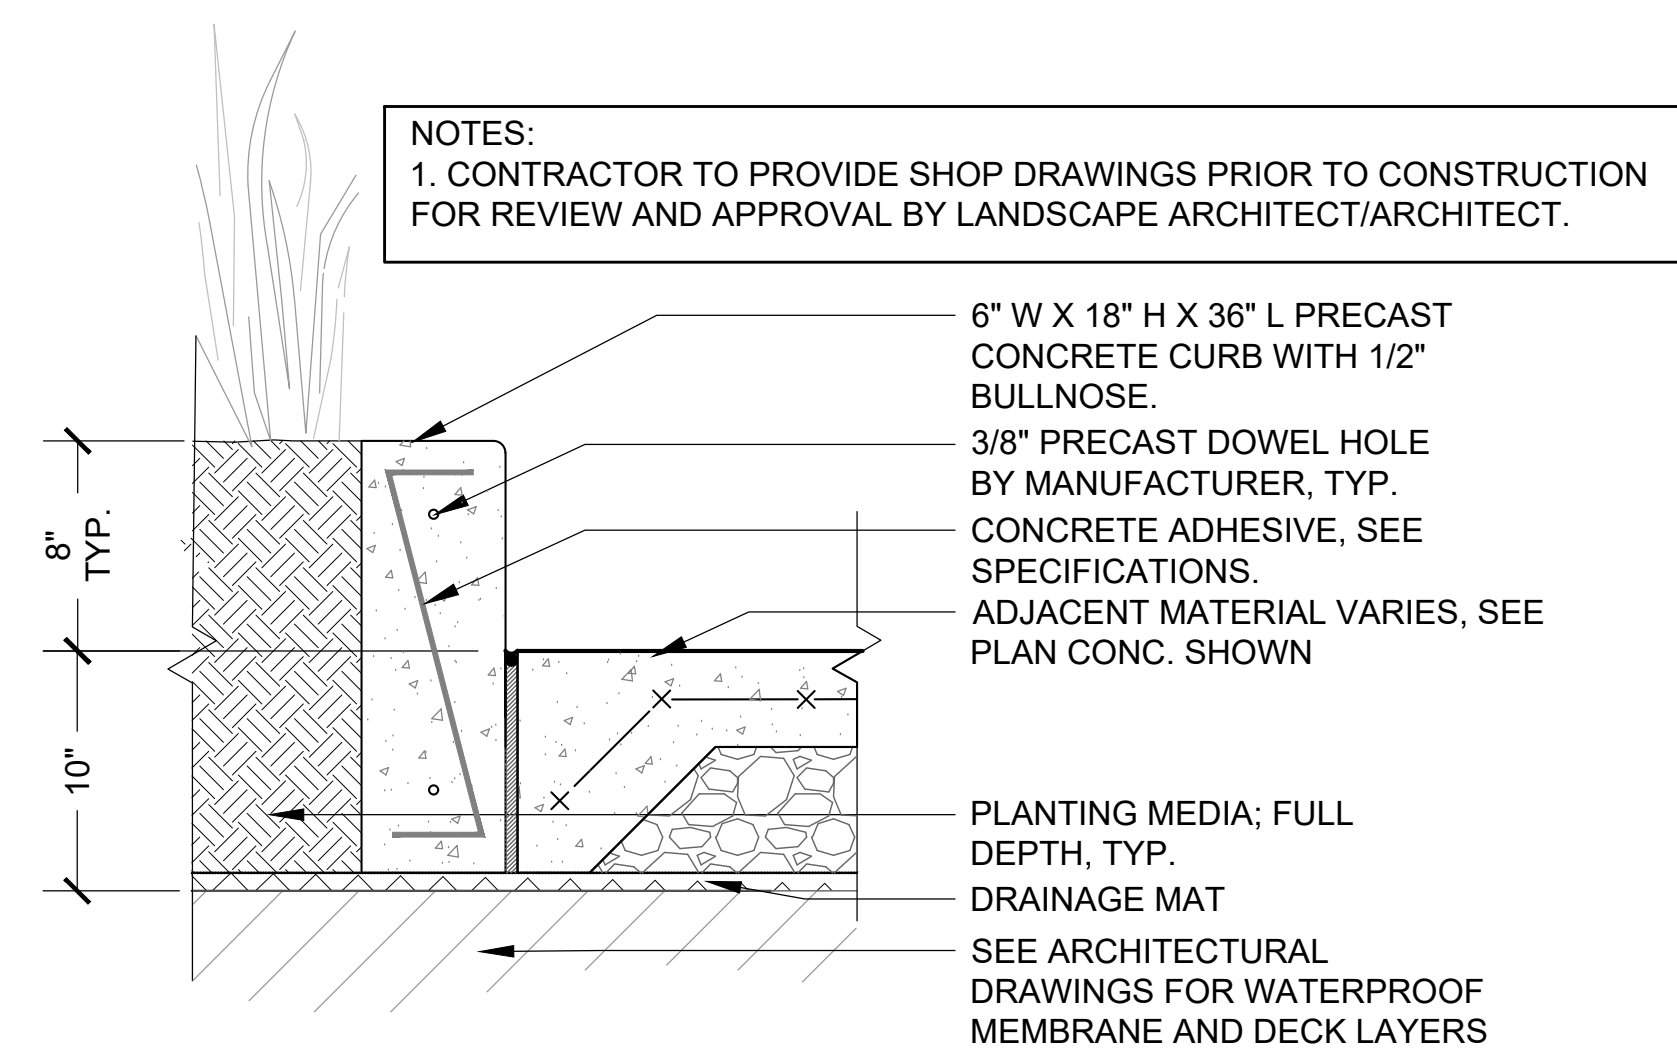 NOTES:
1. CONTRACTOR TO PROVIDE SHOP DRAWINGS PRIOR TO CONSTRUCTION
FOR REVIEW AND APPROVAL BY LANDSCAPE ARCHITECT/ARCHITECT.
6" W X 18" H X 36" L PRECAST
CONCRETE CURB WITH 1/2"
BULLNOSE.
3/8" PRECAST DOWEL HOLE
BY MANUFACTURER, TYP.
CONCRETE ADHESIVE, SEE
SPECIFICATIONS.
ADJACENT MATERIAL VARIES, SEE
PLAN CONC. SHOWN
PLANTING MEDIA; FULL
DEPTH, TYP.
DRAINAGE MAT
SEE ARCHITECTURAL
DRAWINGS FOR WATERPROOF
MEMBRANE AND DECK LAYERS
8"
TYP.
10"